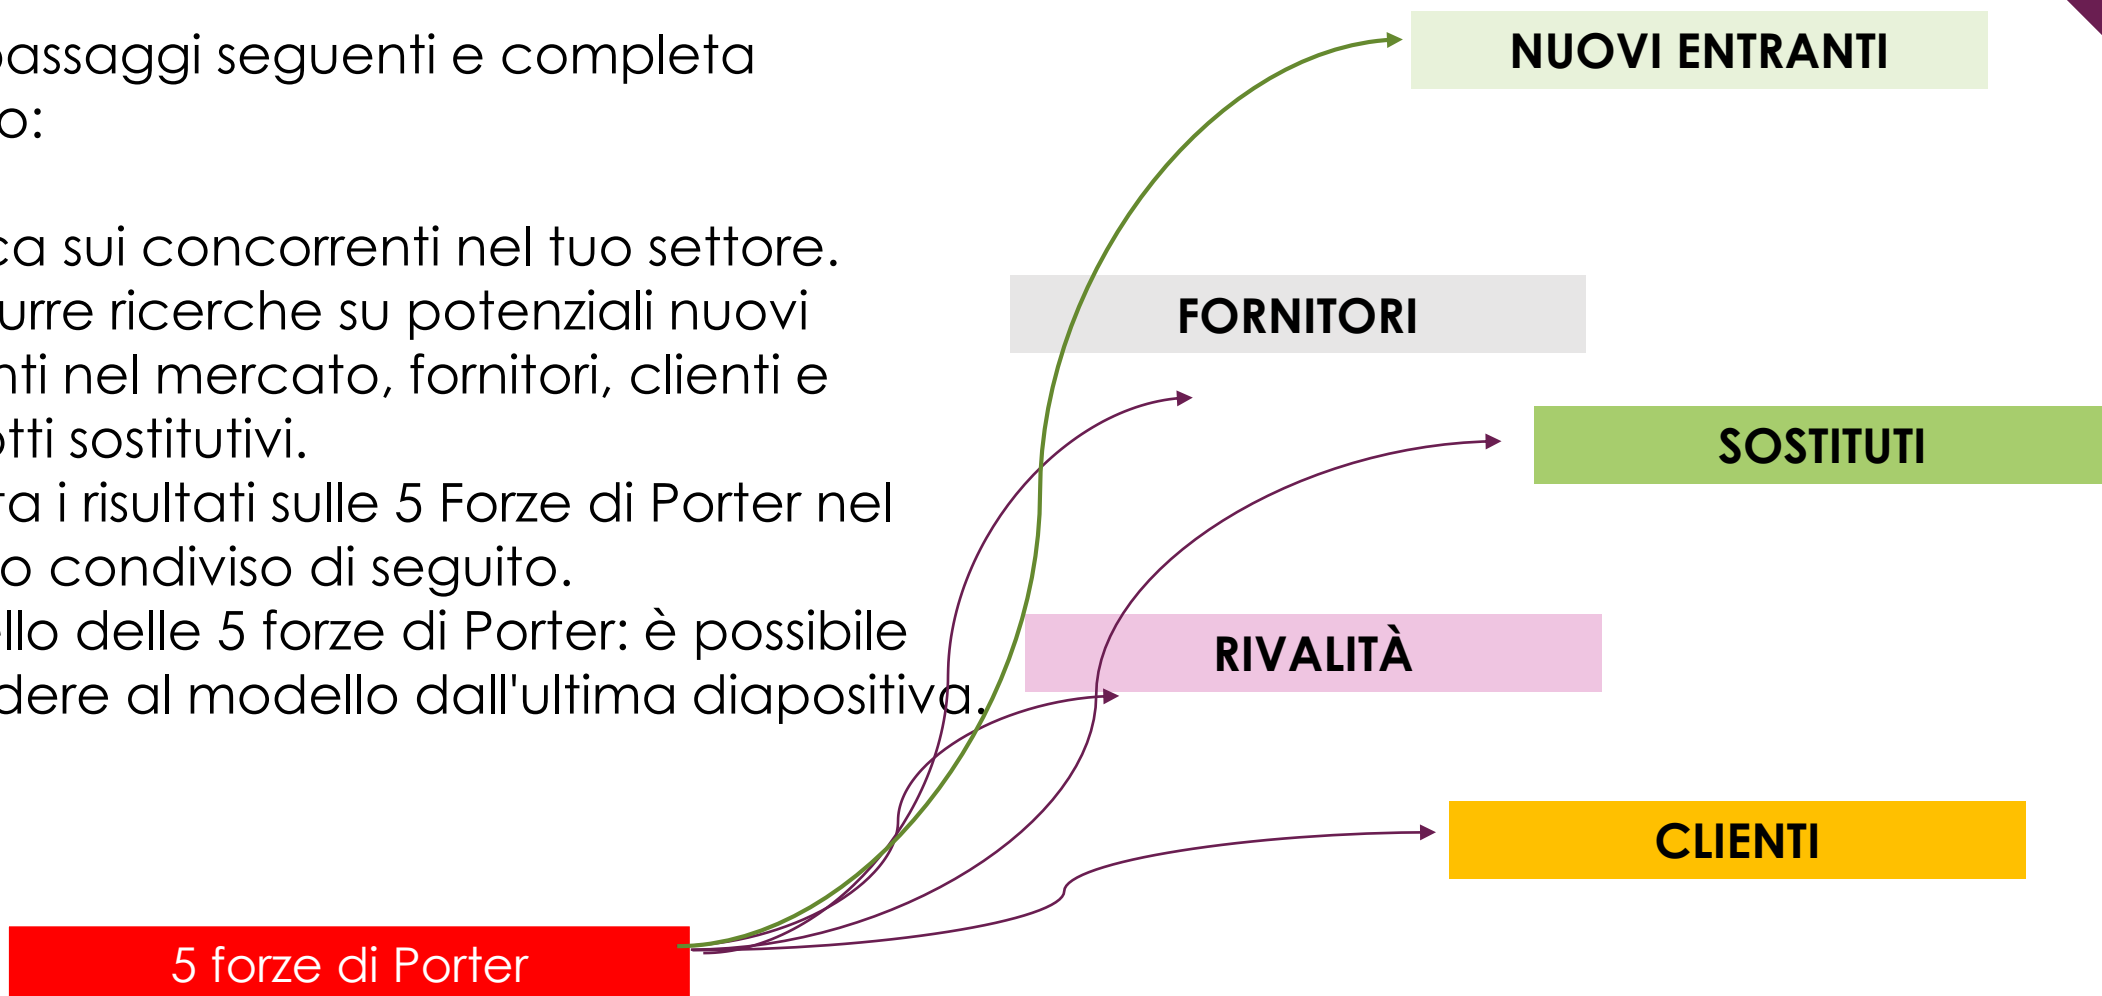 passaggi seguenti e completa
o:
ca sui concorrenti nel tuo settore.
urre ricerche su potenziali nuovi
nti nel mercato, fornitori, clienti e
otti sostitutivi.
ta i risultati sulle 5 Forze di Porter nel
o condiviso di seguito.
ello delle 5 forze di Porter: è possibile
dere al modello dall'ultima diapositiva.
NUOVI ENTRANTI
FORNITORI
SOSTITUTI
RIVALITÀ
CLIENTI
5 forze di Porter